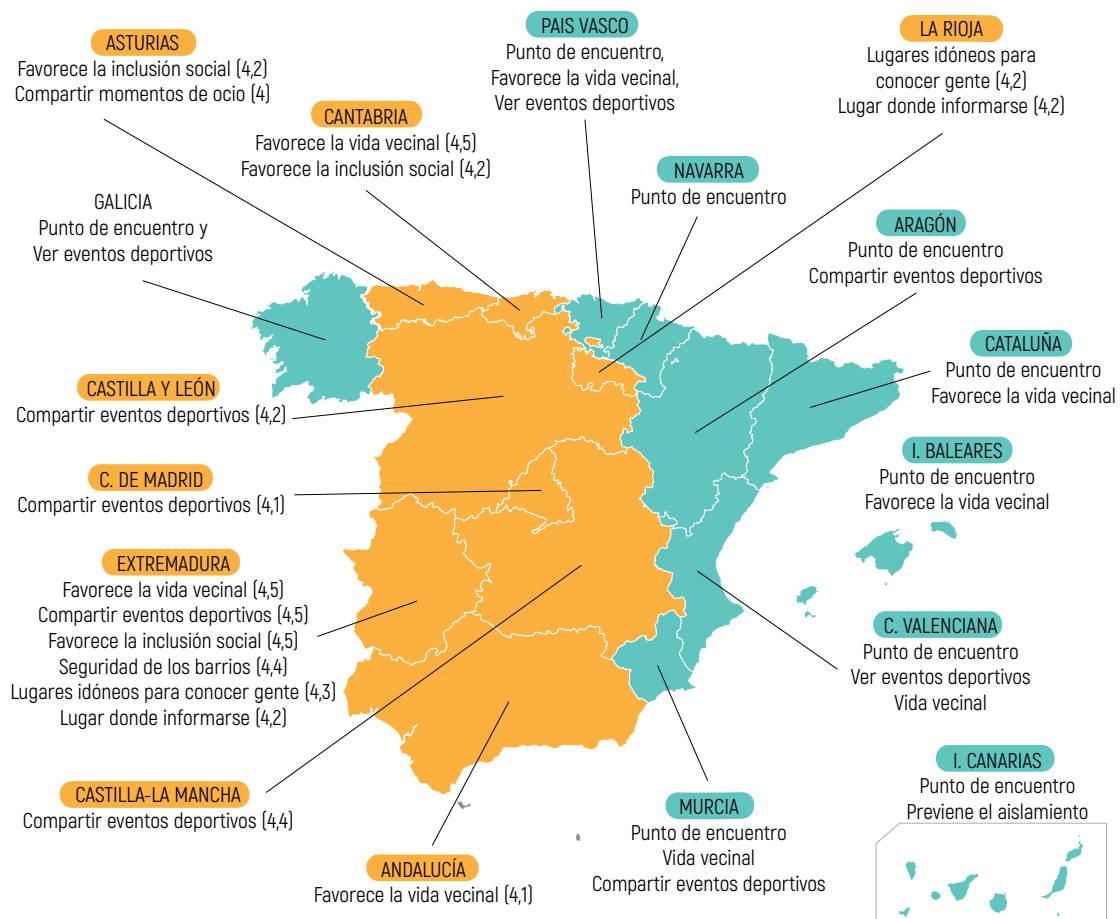 ASTURIAS
Favorece la inclusión social (4,2)
Compartir momentos de ocio (4)
PAIS VASCO
Punto de encuentro,
Favorece la vida vecinal,
Ver eventos deportivos
LA RIOJA
Lugares idóneos para
conocer gente (4,2)
Lugar donde informarse (4,2)
CANTABRIA
Favorece la vida vecinal (4,5)
Favorece la inclusión social (4,2)
NAVARRA
Punto de encuentro
GALICIA
Punto de encuentro y
Ver eventos deportivos
ARAGÓN
Punto de encuentro
Compartir eventos deportivos
CATALUÑA
Punto de encuentro
Favorece la vida vecinal
CASTILLA Y LEÓN
Compartir eventos deportivos (4,2)
I. BALEARES
Punto de encuentro
Favorece la vida vecinal
C. DE MADRID
Compartir eventos deportivos (4,1)
EXTREMADURA
Favorece la vida vecinal (4,5)
Compartir eventos deportivos (4,5)
Favorece la inclusión social (4,5)
Seguridad de los barrios (4,4)
Lugares idóneos para conocer gente (4,3)
Lugar donde informarse (4,2)
C. VALENCIANA
Punto de encuentro
Ver eventos deportivos
Vida vecinal
CASTILLA-LA MANCHA
Compartir eventos deportivos (4,4)
I. CANARIAS
Punto de encuentro
Previene el aislamiento
MURCIA
Punto de encuentro
Vida vecinal
Compartir eventos deportivos
ANDALUCÍA
Favorece la vida vecinal (4,1)